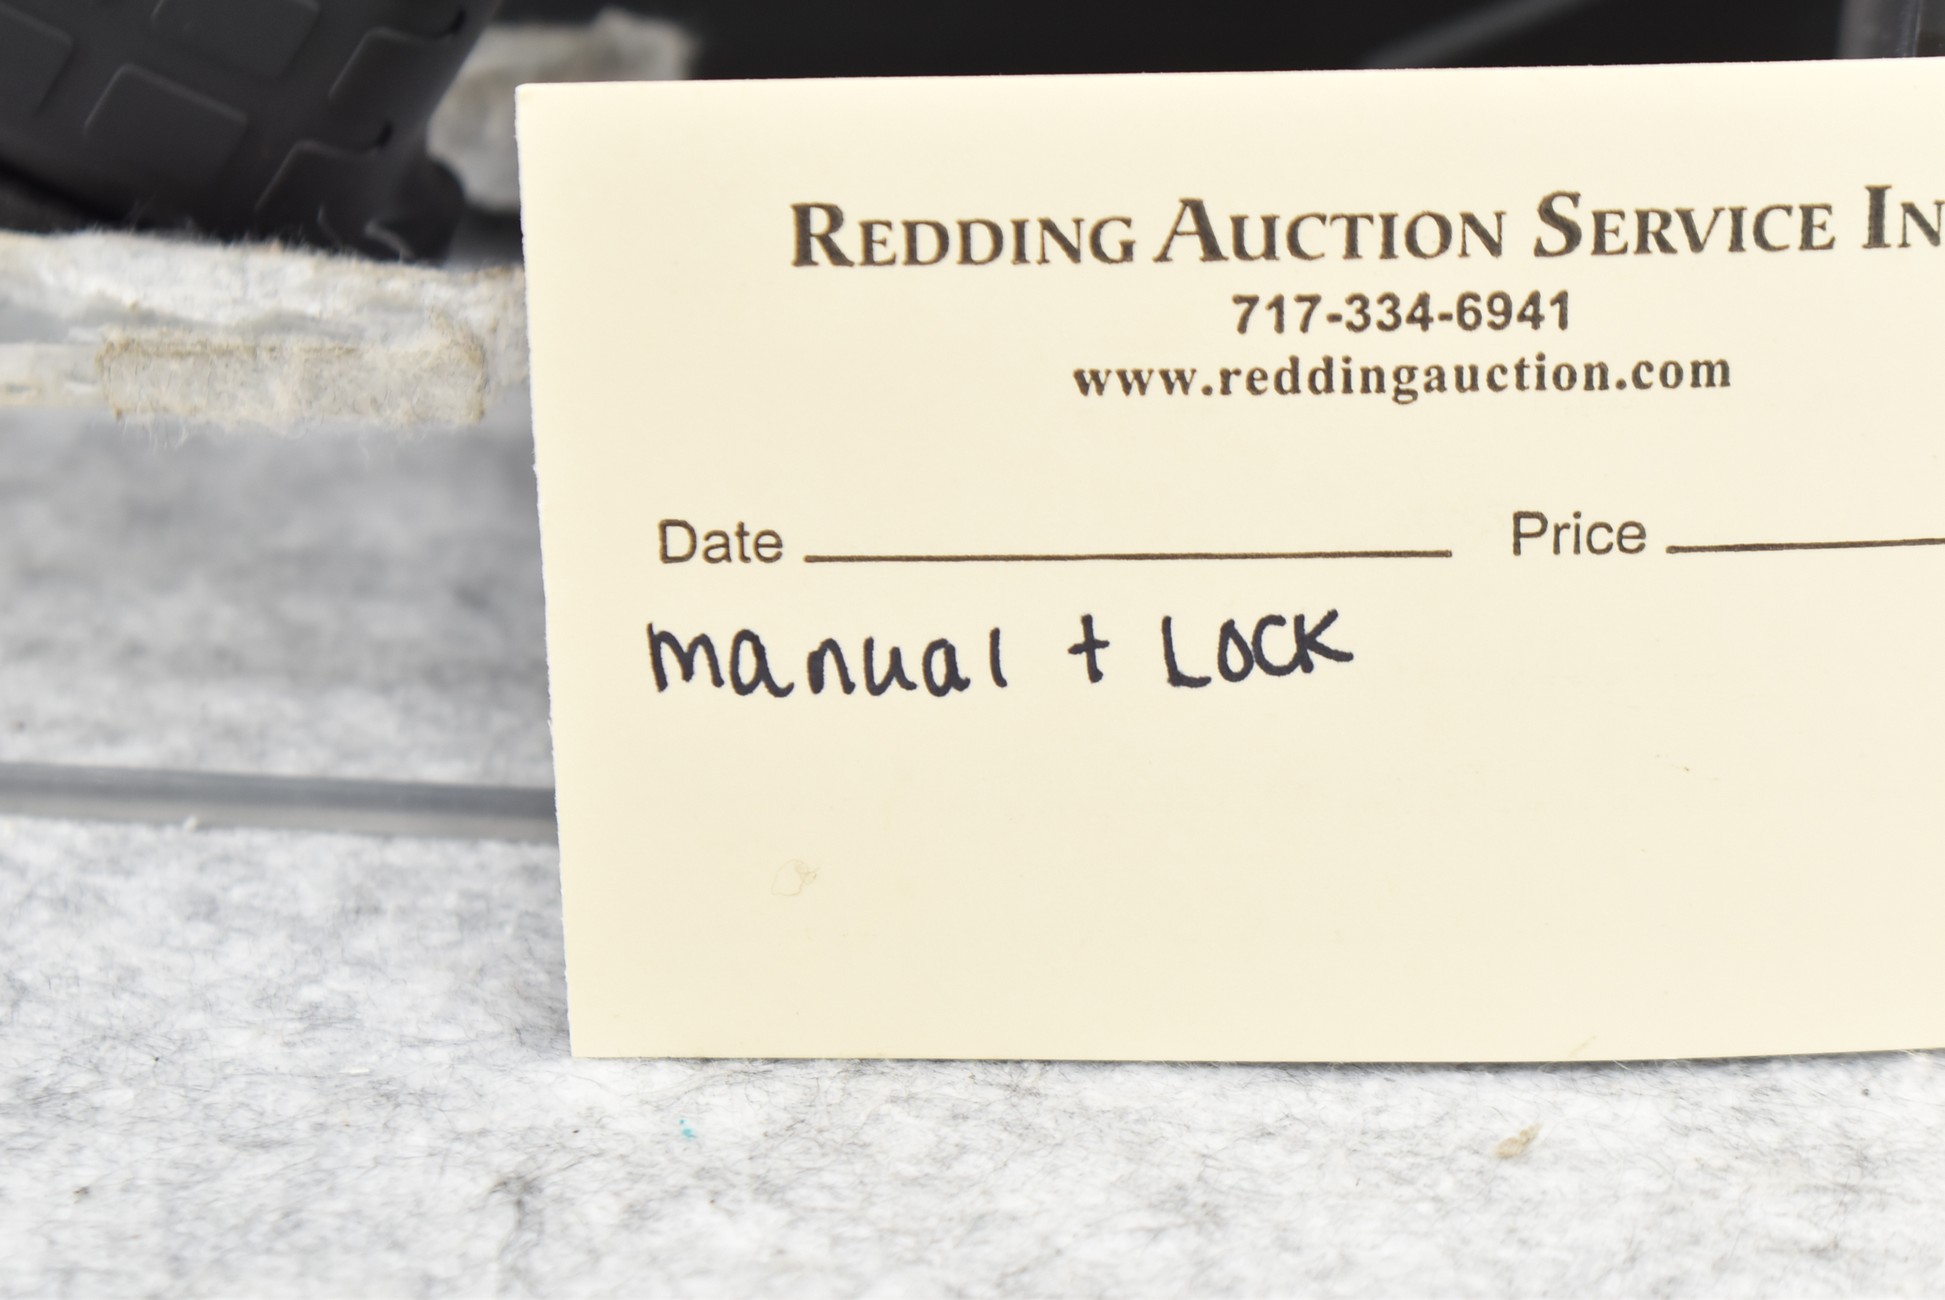 REDDING AUCTION SERVICE IN
717-334-6941
www.reddingauction.com
Date Price
manual + LOCK